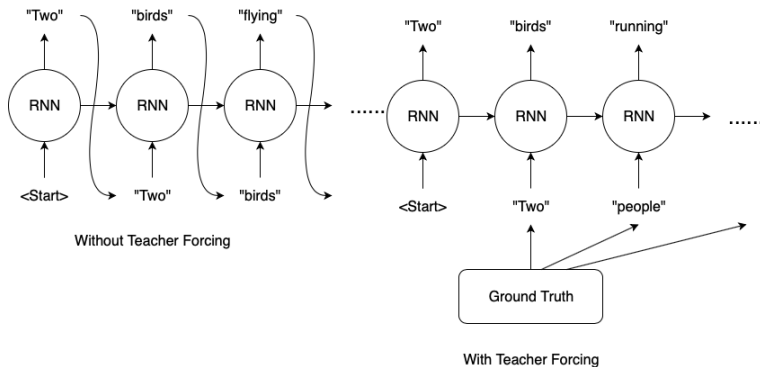 "Two" "birds" "flying"
RNN RNN RNN
<Start> "Two" "birds"
Without Teacher Forcing
"Two" "birds" "running"
...... RNN RNN RNN ......
<Start> "Two" "people"
Ground Truth
With Teacher Forcing